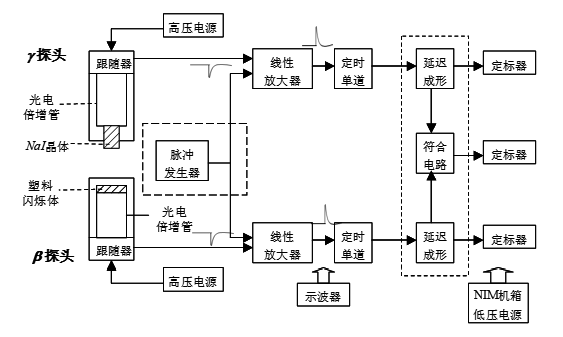 高压电源
γ探头
跟随器
线性
放大器
定时
单道
延迟
成形
定标器
光电
倍增管
NaI晶体
脉冲
发生器
符合
电路
定标器
塑料
闪烁体
光电
倍增管
跟随器
β探头
线性
放大器
定时
单道
延迟
成形
定标器
高压电源
示波器
NIM机箱
低压电源